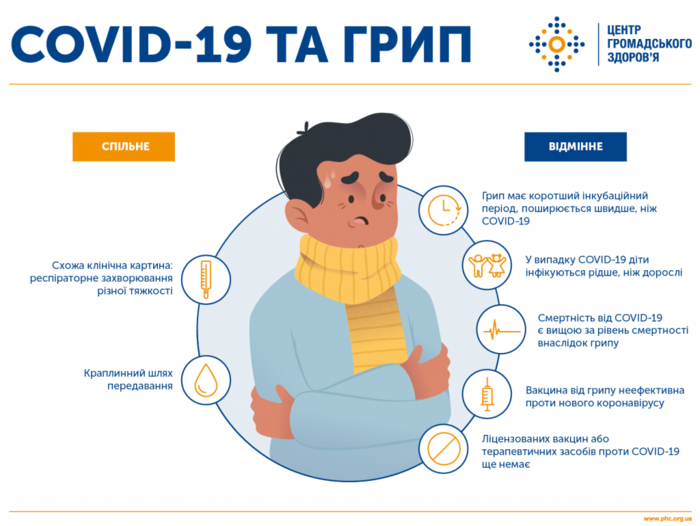 COVID-19 ТА ГРИП
ЦЕНТР
ГРОМАДСЬКОГО
ЗДОРОВ'Я
СПІЛЬНЕ
Схожа клінічна картина:
респіраторне захворювання
різної тяжкості
Краплинний шлях
передавання
ВІДМІННЕ
Грип має коротший інкубаційний
період, поширюється швидше, ніж
COVID-19
У випадку COVID-19 діти
інфікуються рідше, ніж дорослі
Смертність від COVID-19
є вищою за рівень смертності
внаслідок грипу
Вакцина від грипу неефективна
проти нового коронавірусу
Ліцензованих вакцин або
терапевтичних засобів проти COVID-19
ще немає
www.phc.org.ua